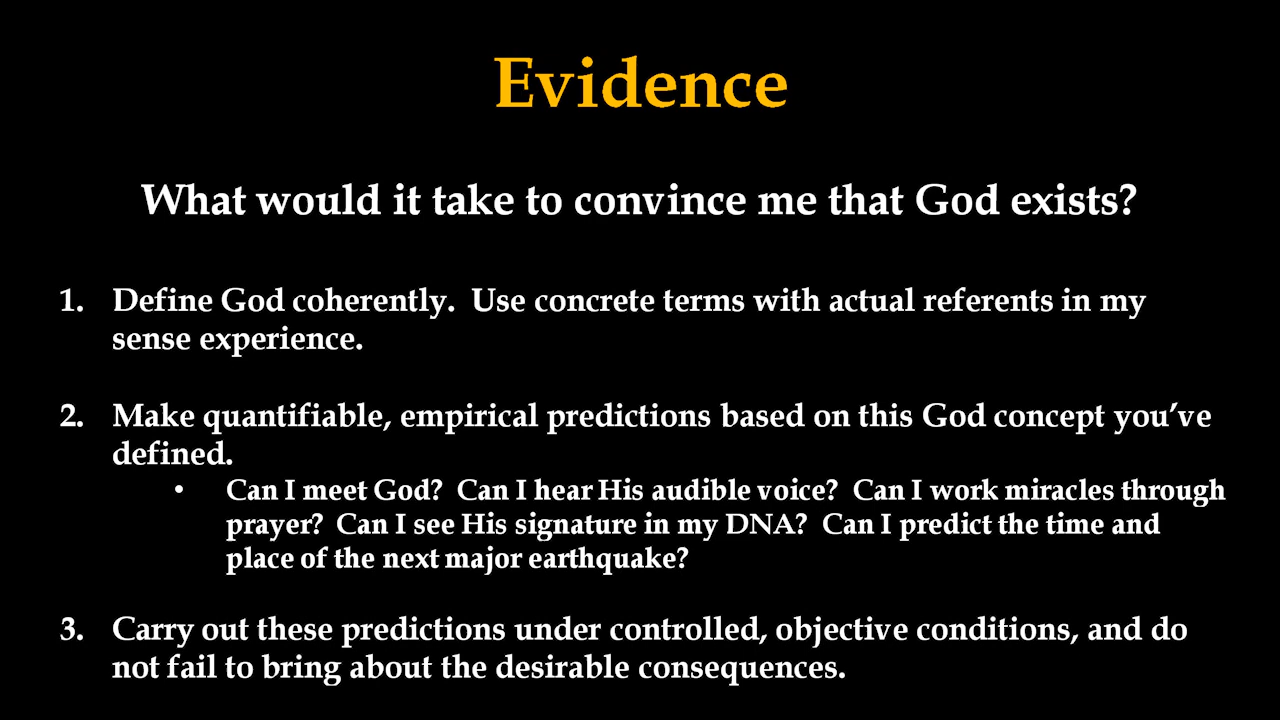 Evidence
What would it take to convince me that God exists?
1. Define God coherently. Use concrete terms with actual referents in my
sense experience.
2. Make quantifiable, empirical predictions based on this God concept you’ve
defined.
• Can I meet God? Can I hear His audible voice? Can I work miracles through
prayer? Can I see His signature in my DNA? Can I predict the time and
place of the next major earthquake?
3. Carry out these predictions under controlled, objective conditions, and do
not fail to bring about the desirable consequences.